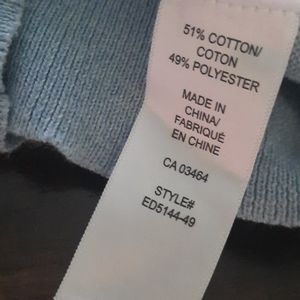 51% COTTON/
COTON
49% POLYESTER
MADE IN
CHINA/
FABRIQUÉ
EN CHINE
CA 03464
STYLE#
ED5144-49